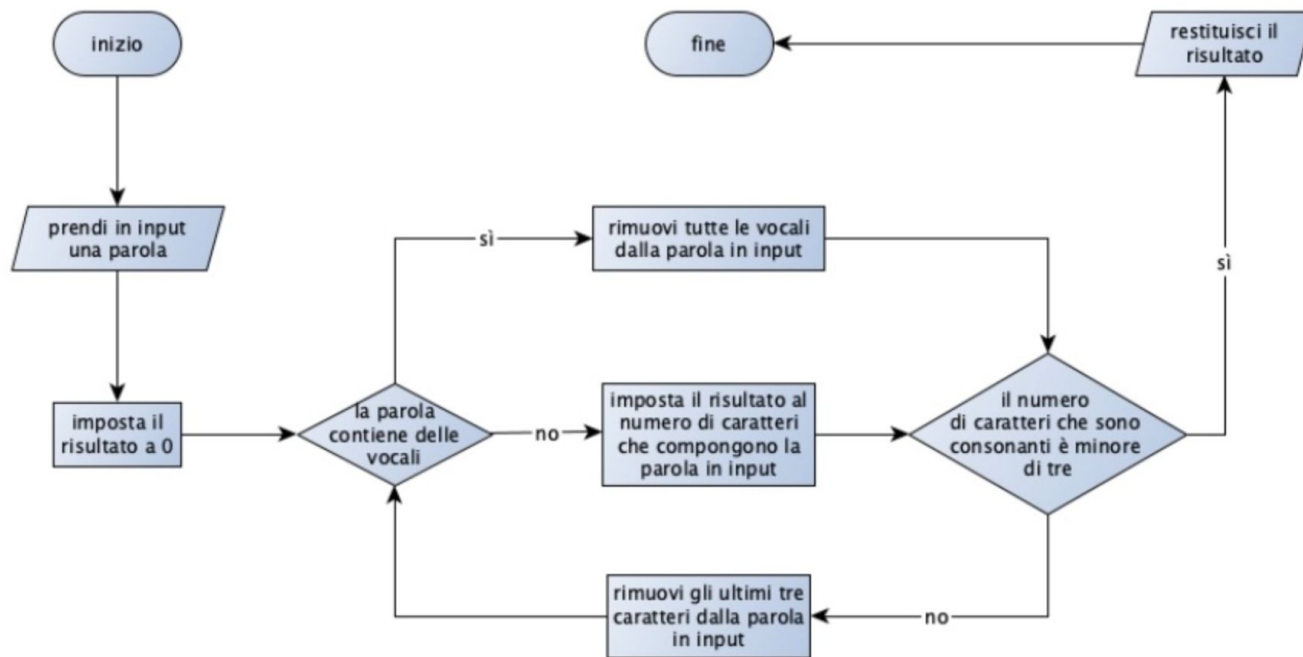 inizio
fine
restituisci il
risultato
prendi in input
una parola
sì
rimuovi tutte le vocali
dalla parola in input
sì
imposta il
risultato a 0
la parola
contiene delle
vocali
no
imposta il risultato al
numero di caratteri
che compongono la
parola in input
il numero
di caratteri che sono
consonanti è minore
di tre
rimuovi gli ultimi tre
caratteri dalla parola
in input
no